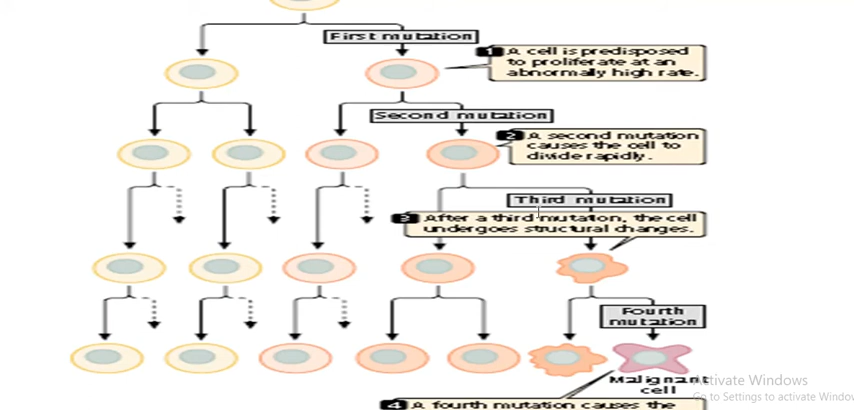 First mutation
1 A cell is predisposed
to proliferate at an
abnormally high rate.
Second mutation
2 A second mutation
causes the cell to
divide rapidly.
Third mutation
3 After a third mutation, the cell
undergoes structural changes.
Fourth
mutation
Malignant
cell
Activate Windows
Go to Settings to activate Windo
4 A fourth mutation causes the